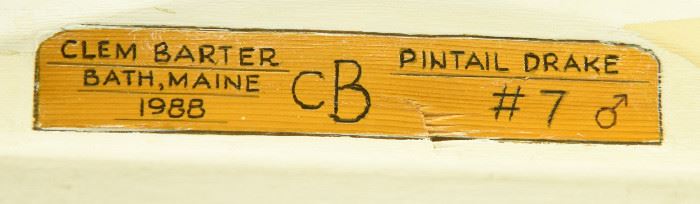 CLEM BARTER
BATH, MAINE
1988
CB
PINTAIL DRAKE
# 7 ♂